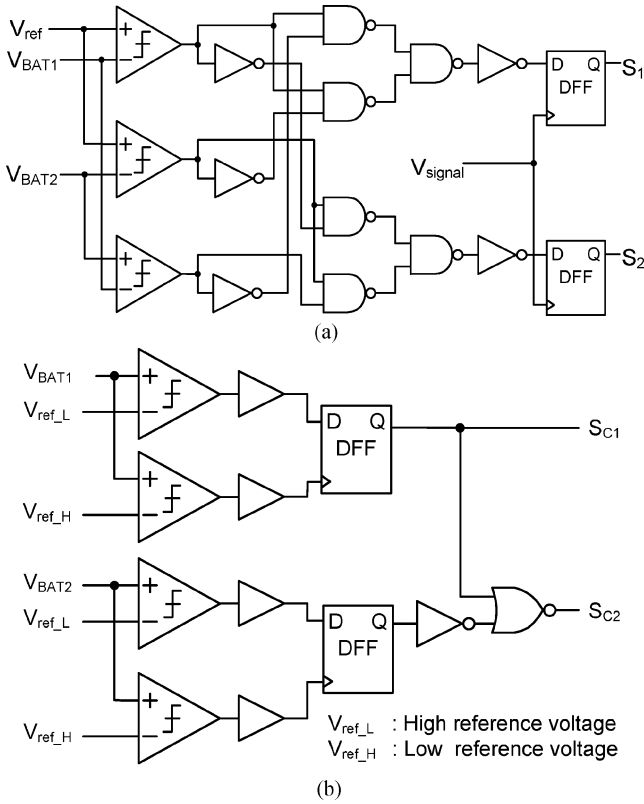 Vref
VBAT1
VBAT2
Vsignal
D Q
DFF
S1
D Q
DFF
S2
(a)
VBAT1
Vref_L
Vref_H
D Q
DFF
SC1
VBAT2
Vref_L
Vref_H
D Q
DFF
SC2
Vref_L : High reference voltage
Vref_H : Low reference voltage
(b)